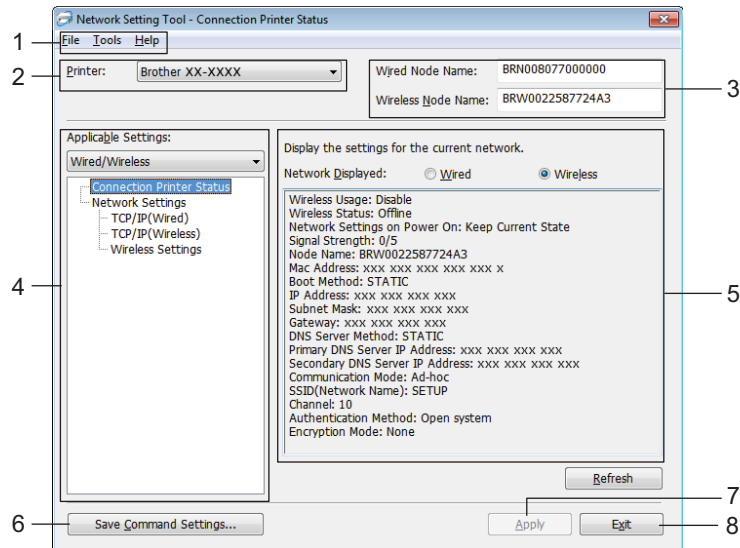 Network Setting Tool - Connection Printer Status
1
File Tools Help
2
Printer: Brother XX-XXXX
Wired Node Name: BRN008077000000
Wireless Node Name: BRW0022587724A3
3
Applicable Settings:
Wired/Wireless
Connection Printer Status
Network Settings
TCP/IP(Wired)
TCP/IP(Wireless)
Wireless Settings
4
Display the settings for the current network.
Network Displayed: Wired Wireless
Wireless Usage: Disable
Wireless Status: Offline
Network Settings on Power On: Keep Current State
Signal Strength: 0/5
Node Name: BRW0022587724A3
Mac Address: xxx xxx xxx xxx xxx x
Boot Method: STATIC
IP Address: xxx xxx xxx xxx
Subnet Mask: xxx xxx xxx xxx
Gateway: xxx xxx xxx xxx
DNS Server Method: STATIC
Primary DNS Server IP Address: xxx xxx xxx xxx
Secondary DNS Server IP Address: xxx xxx xxx xxx
Communication Mode: Ad-hoc
SSID(Network Name): SETUP
Channel: 10
Authentication Method: Open system
Encryption Mode: None
5
Refresh
6
Save Command Settings...
7
Apply
Exit
8